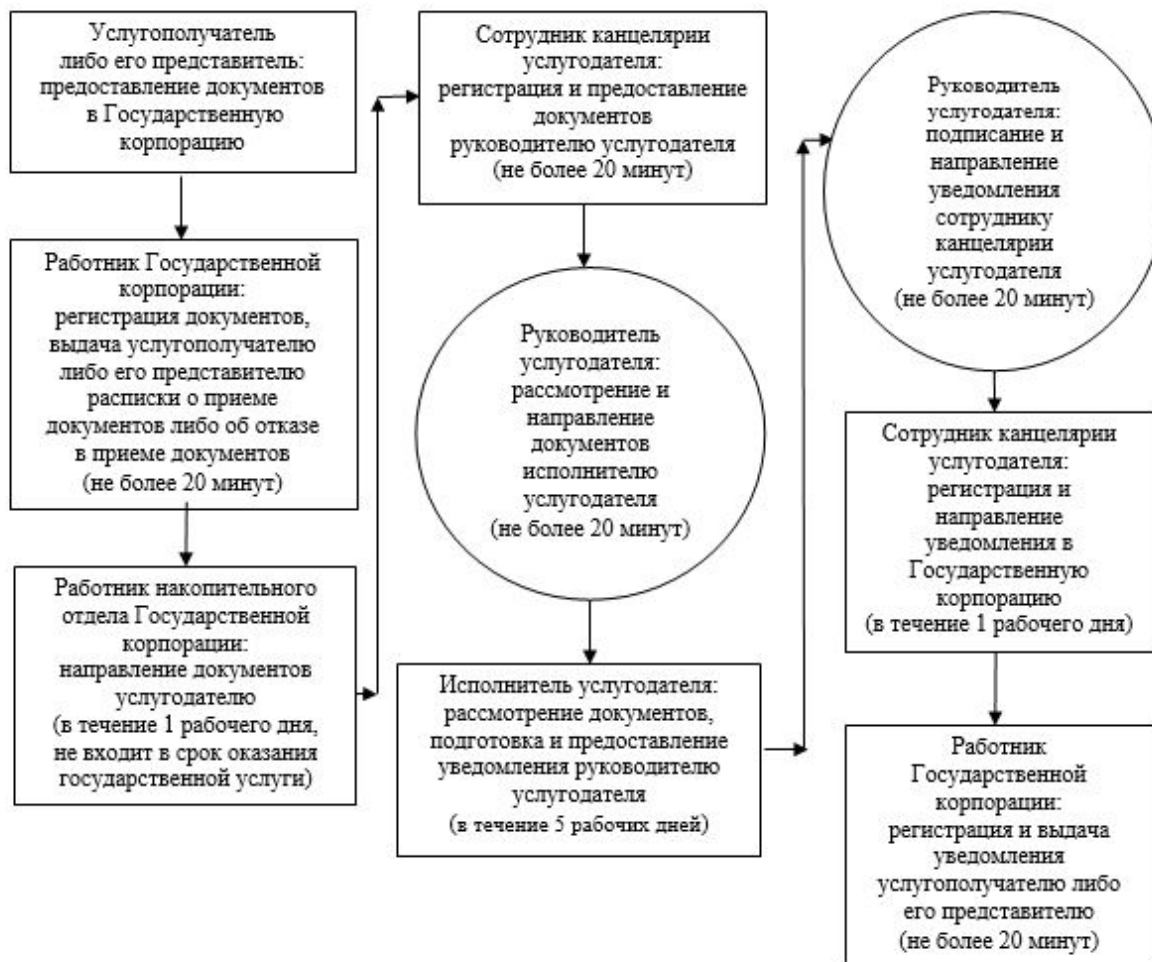 Услугополучатель
либо его представитель:
предоставление документов
в Государственную
корпорацию
Работник Государственной
корпорации:
регистрация документов,
выдача услугополучателю
либо его представителю
расписки о приеме
документов либо об отказе
в приеме документов
(не более 20 минут)
Работник накопительного
отдела Государственной
корпорации:
направление документов
услугодателю
(в течение 1 рабочего дня,
не входит в срок оказания
государственной услуги)
Сотрудник канцелярии
услугодателя:
регистрация и предоставление
документов
руководителю услугодателя
(не более 20 минут)
Руководитель
услугодателя:
рассмотрение и
направление
документов
исполнителю
услугодателя
(не более 20 минут)
Исполнитель услугодателя:
рассмотрение документов,
подготовка и предоставление
уведомления руководителю
услугодателя
(в течение 5 рабочих дней)
Руководитель
услугодателя:
подписание и
направление
уведомления
сотруднику
канцелярии
услугодателя
(не более 20 минут)
Сотрудник канцелярии
услугодателя:
регистрация и
направление
уведомления в
Государственную
корпорацию
(в течение 1 рабочего дня)
Работник
Государственной
корпорации:
регистрация и выдача
уведомления
услугополучателю либо
его представителю
(не более 20 минут)